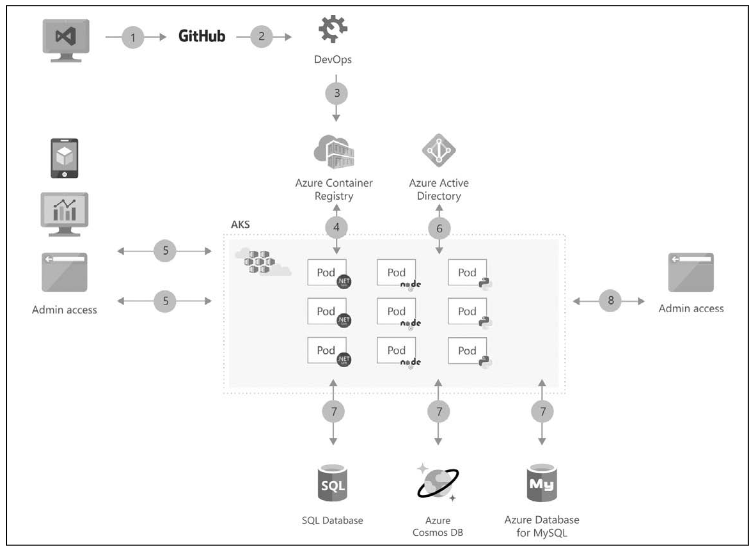 1
GitHub
2
DevOps
3
Azure Container
Registry
Azure Active
Directory
AKS
4
6
5
Admin access
5
Pod
.NET
Pod
node
Pod
Pod
.NET
Pod
node
Pod
Pod
.NET
Pod
node
Pod
8
Admin access
7
7
7
SQL
My
SQL Database
Azure
Cosmos DB
Azure Database
for MySQL